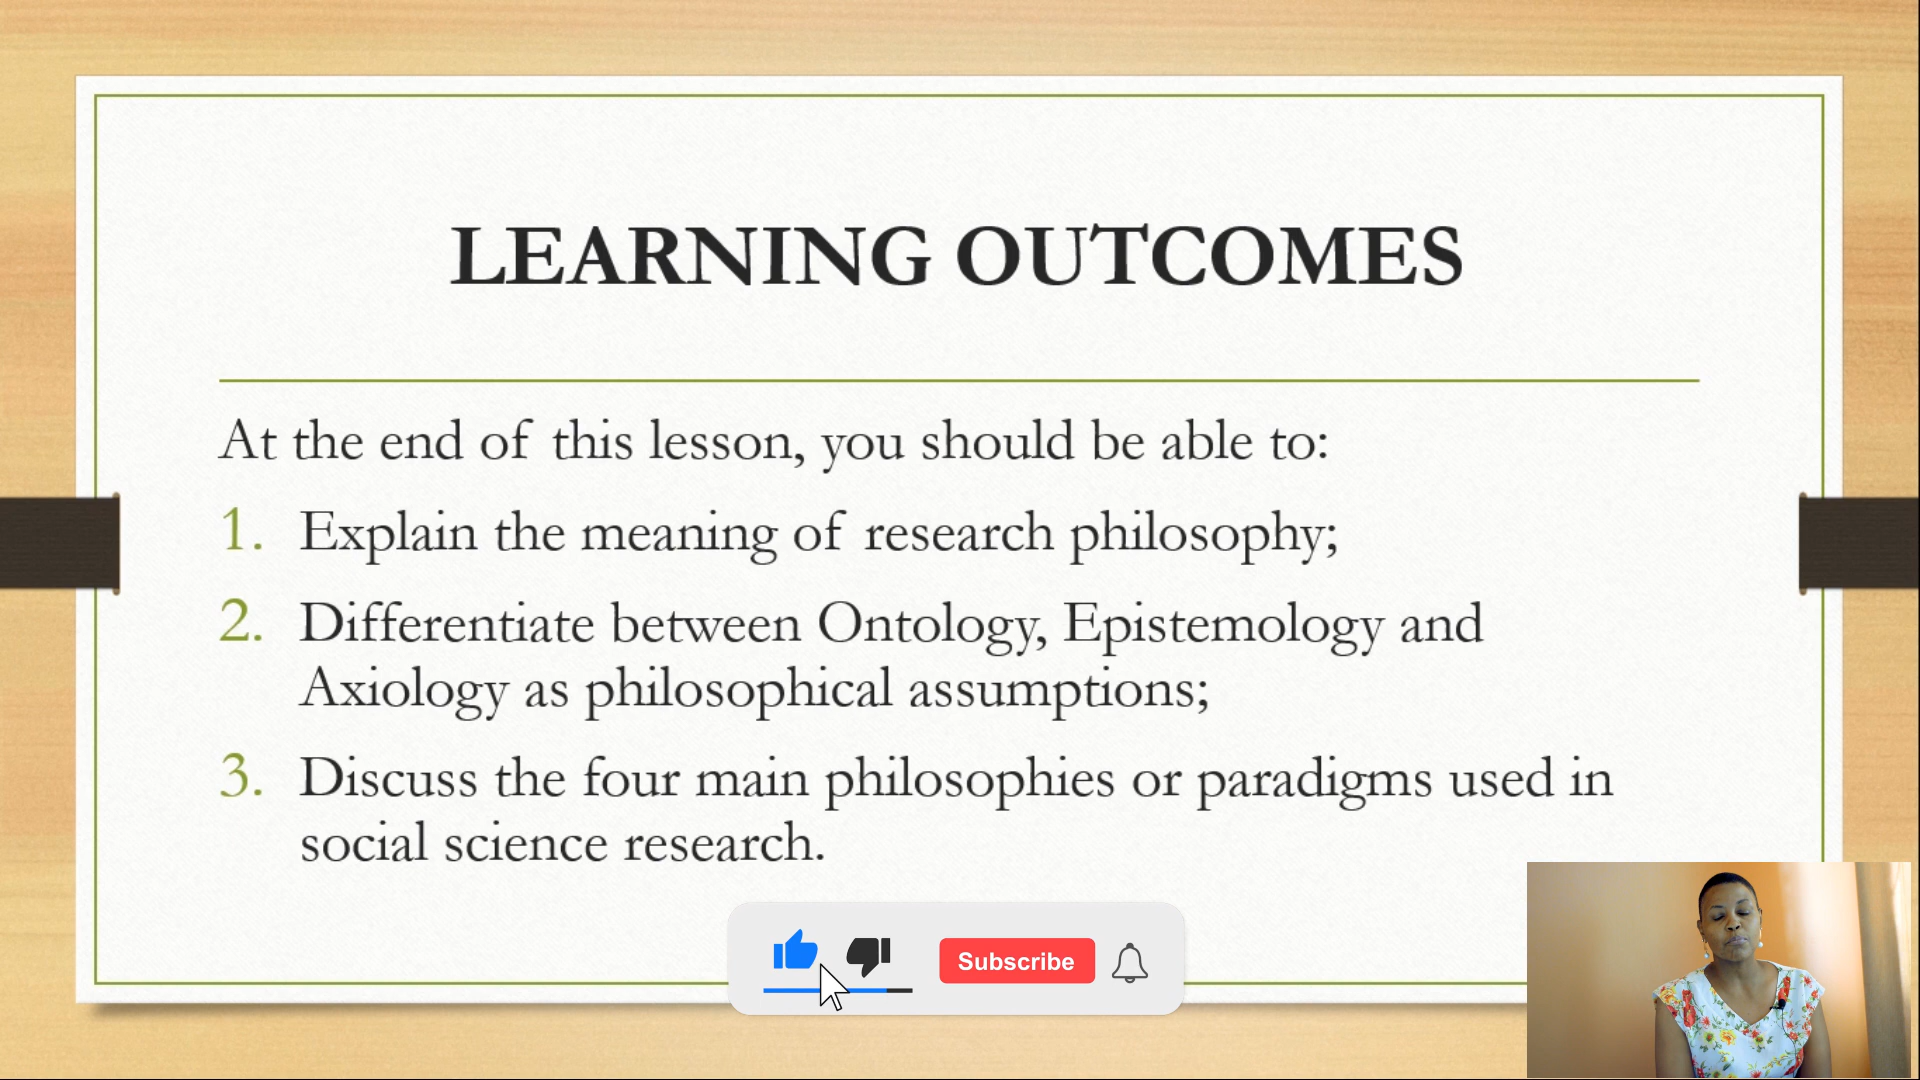 LEARNING OUTCOMES
At the end of this lesson, you should be able to:
1. Explain the meaning of research philosophy;
2. Differentiate between Ontology, Epistemology and
Axiology as philosophical assumptions;
3. Discuss the four main philosophies or paradigms used in
social science research.
Subscribe